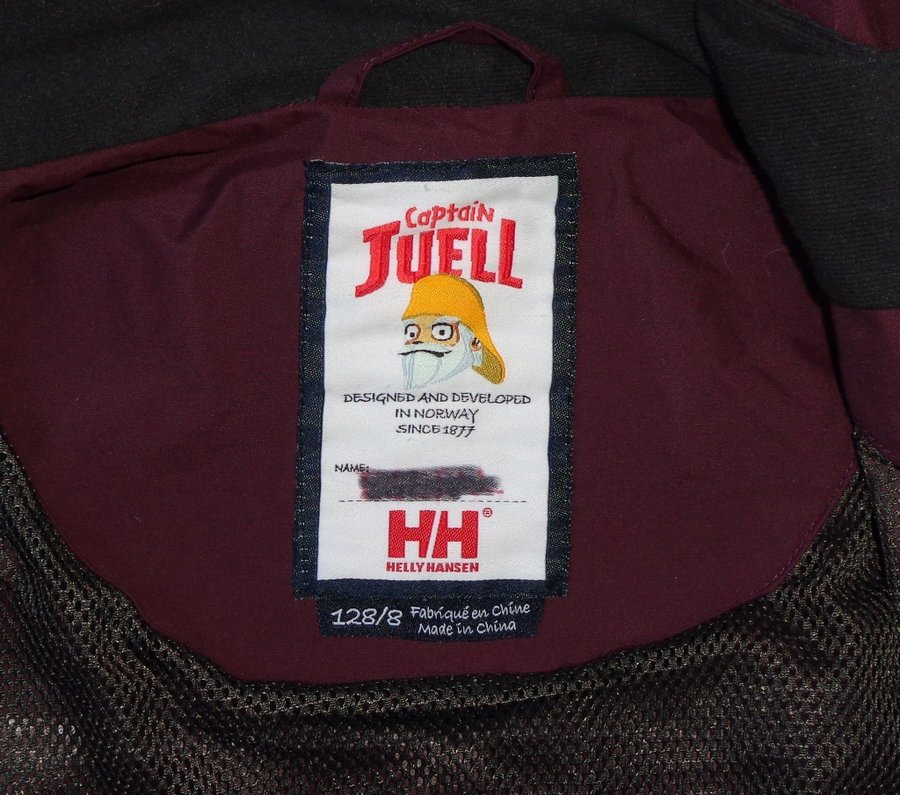 Captain
JUELL
DESIGNED AND DEVELOPED
IN NORWAY
SINCE 1877
NAME:
H/H®
HELLY HANSEN
128/8 Fabriqué en Chine
Made in China